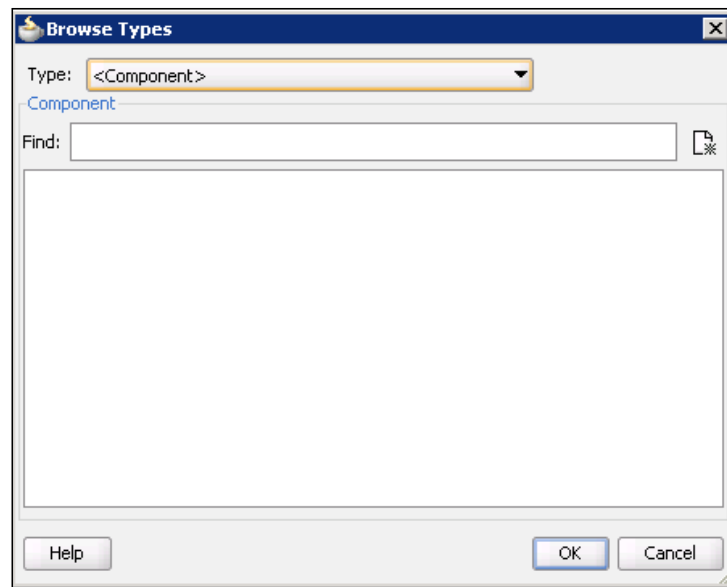 Browse Types
Type: <Component>
Component
Find:
Help OK Cancel